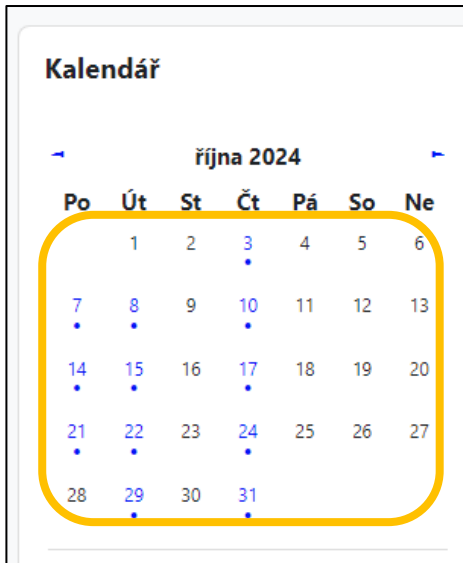 Kalendář
◄ října 2024 ►
Po Út St Čt Pá So Ne
1 2 3 4 5 6
7 8 9 10 11 12 13
14 15 16 17 18 19 20
21 22 23 24 25 26 27
28 29 30 31